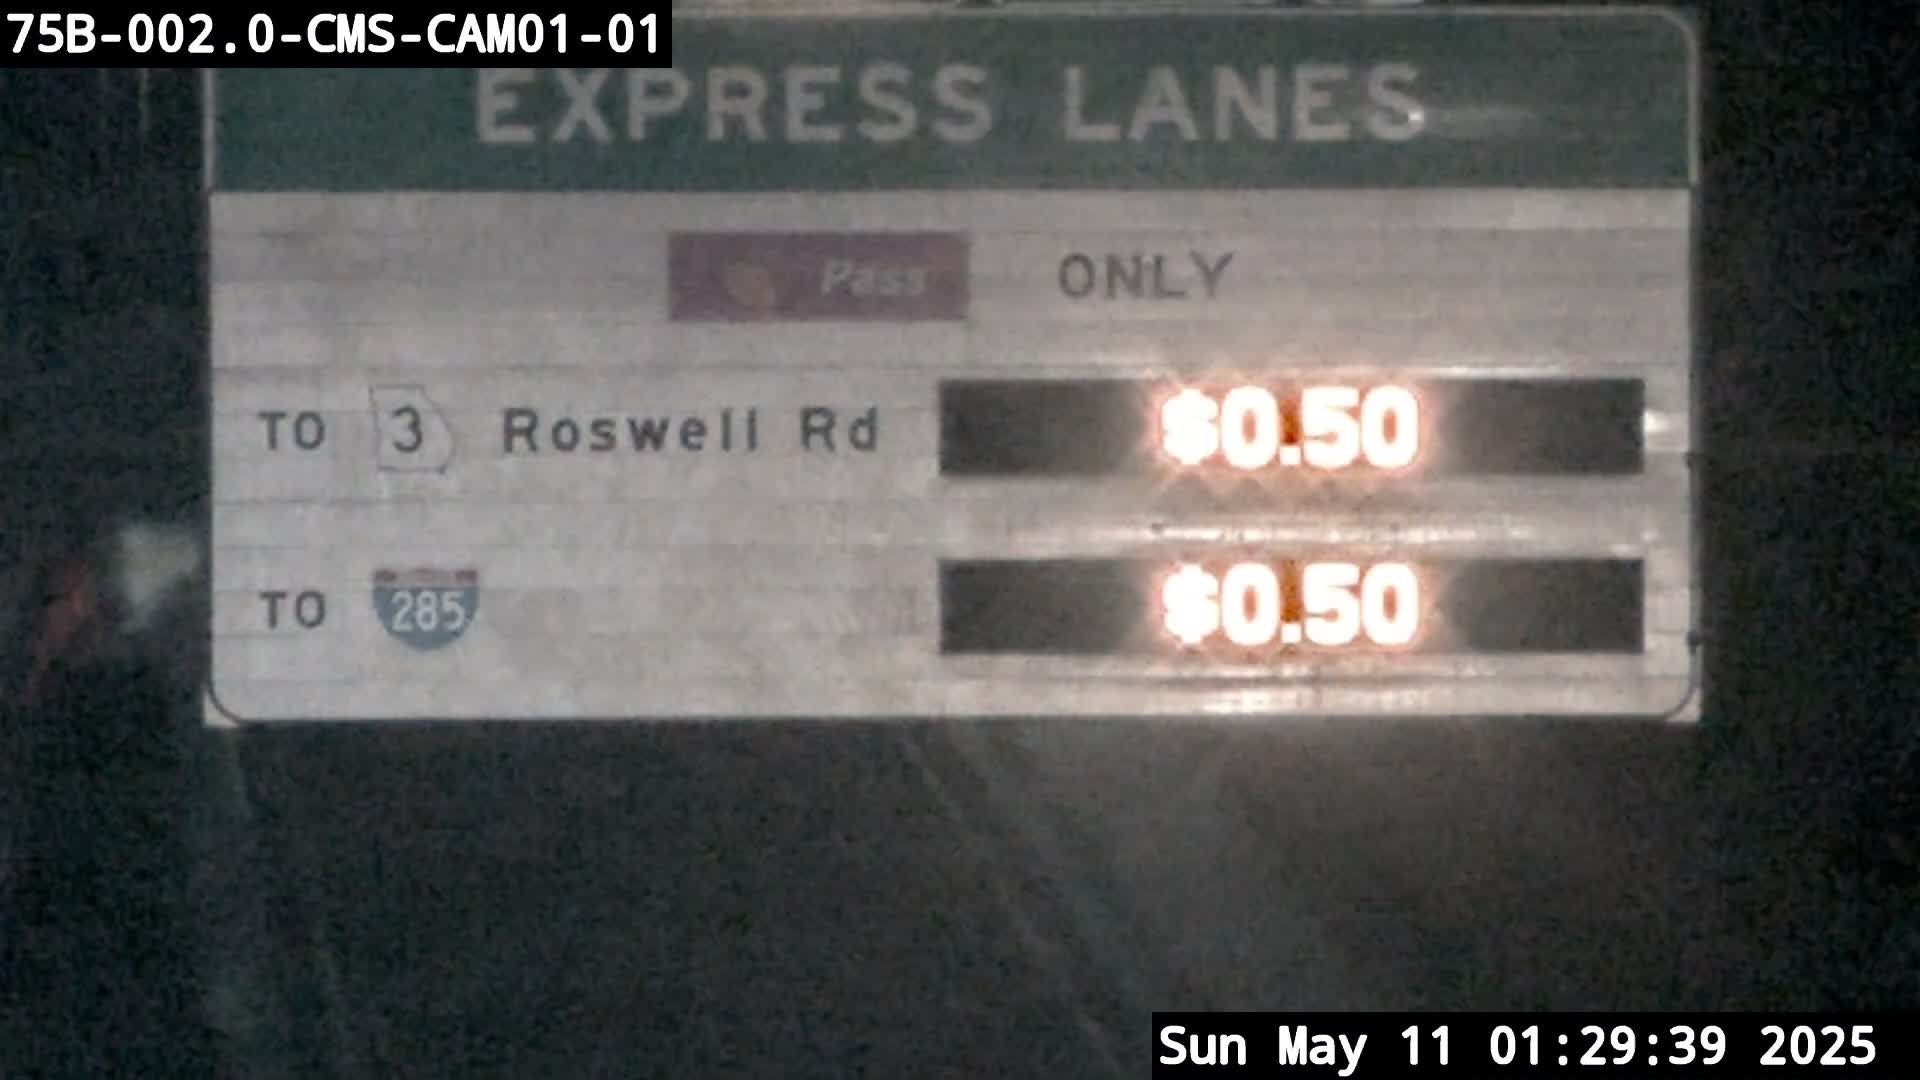 75B-002.0-CMS-CAM01-01
EXPRESS LANES
Pass ONLY
TO 3 Roswell Rd $0.50
TO 285 $0.50
Sun May 11 01:29:39 2025